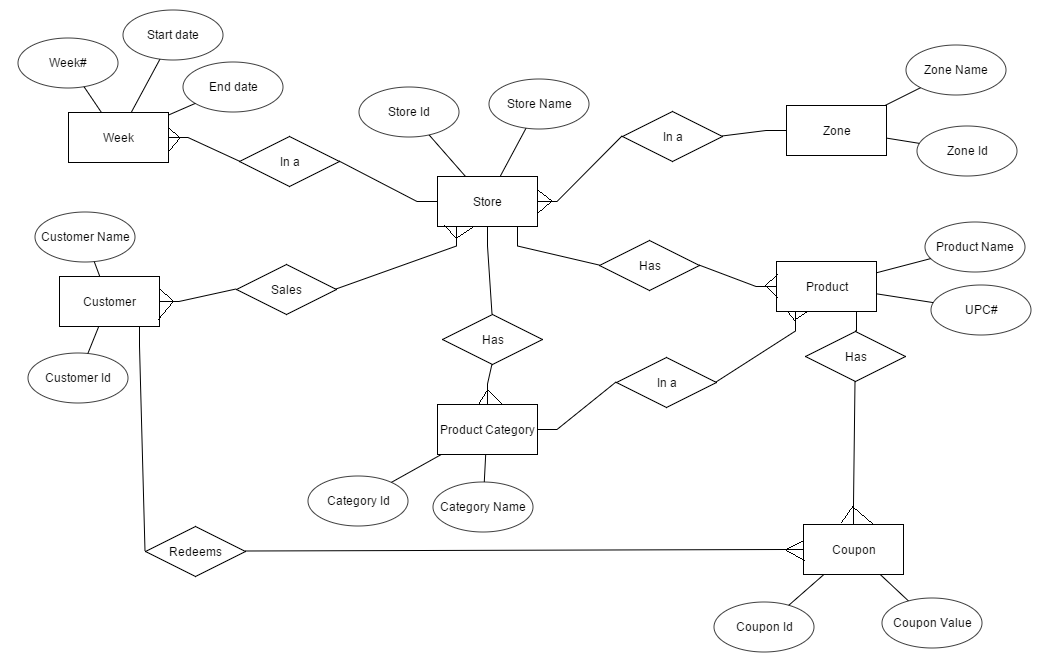 Start date
Week#
End date
Week
Store Id
Store Name
Zone Name
Zone
In a
In a
Zone Id
Store
Customer Name
Product Name
Has
Sales
Product
Customer
UPC#
Has
Has
Customer Id
In a
Product Category
Category Id
Category Name
Redeems
Coupon
Coupon Id
Coupon Value